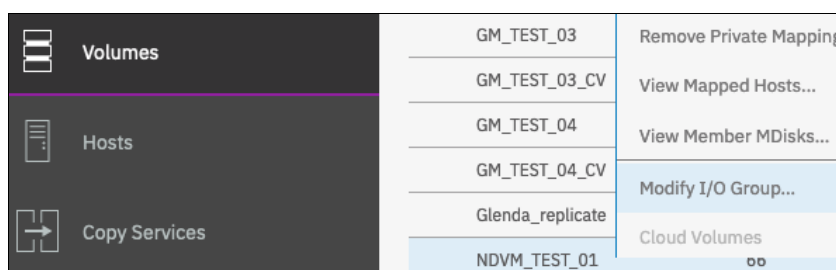 Volumes
Hosts
Copy Services
GM_TEST_03
GM_TEST_03_CV
GM_TEST_04
GM_TEST_04_CV
Glenda_replicate
NDVM_TEST_01
Remove Private Mapping
View Mapped Hosts...
View Member MDisks...
Modify I/O Group...
Cloud Volumes
66